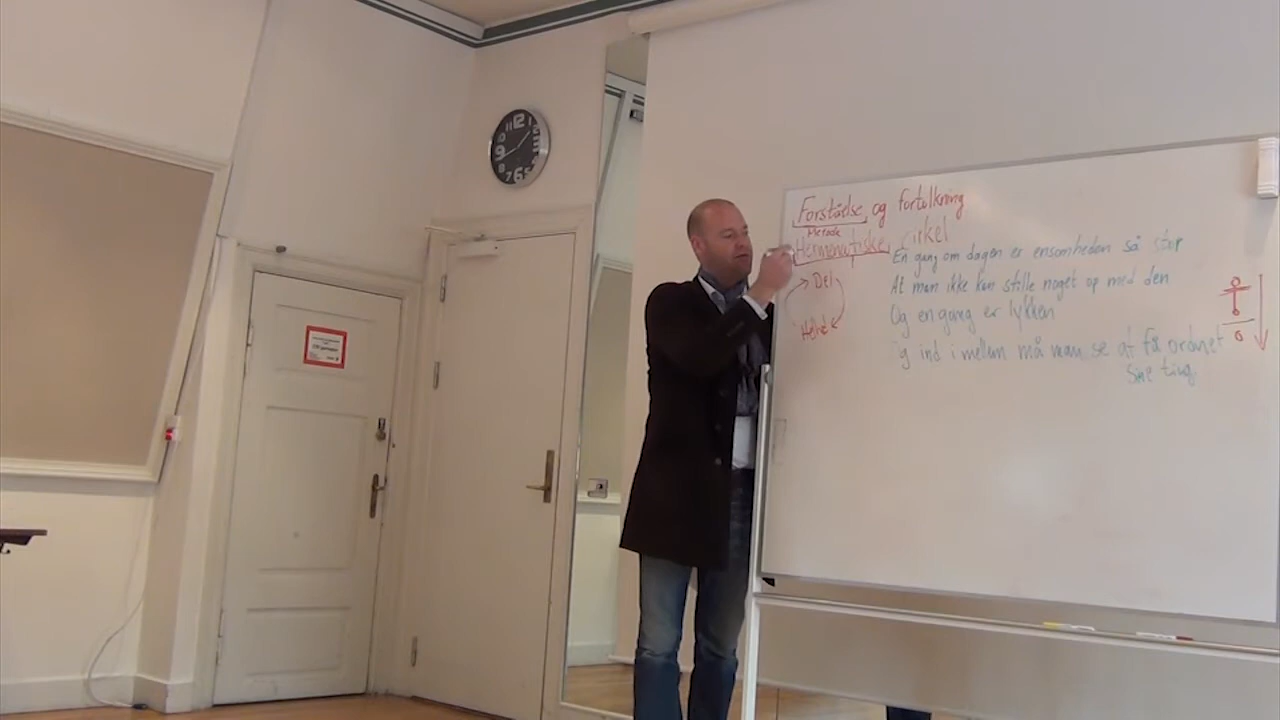 Forståelse og fortolkning
Metode
Hermeneutiske Cirkel
Del
Helhed
En gang om dagen er ensomheden så stor
At man ikke kan stille noget op med den
Og en gang er lykken
Og ind i mellem må man se at få ordnet
sine ting
12